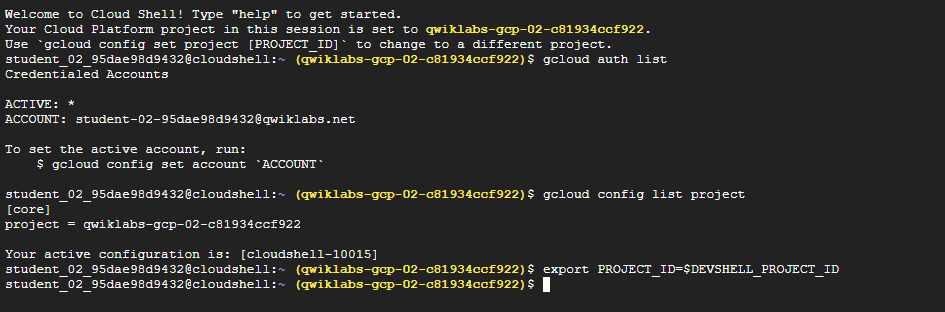 Welcome to Cloud Shell! Type "help" to get started.
Your Cloud Platform project in this session is set to qwiklabs-gcp-02-c81934ccf922.
Use `gcloud config set project [PROJECT_ID]` to change to a different project.
student_02_95dae98d9432@cloudshell:~ (qwiklabs-gcp-02-c81934ccf922)$ gcloud auth list
Credentialed Accounts

ACTIVE: *
ACCOUNT: student-02-95dae98d9432@qwiklabs.net

To set the active account, run:
    $ gcloud config set account `ACCOUNT`

student_02_95dae98d9432@cloudshell:~ (qwiklabs-gcp-02-c81934ccf922)$ gcloud config list project
[core]
project = qwiklabs-gcp-02-c81934ccf922

Your active configuration is: [cloudshell-10015]
student_02_95dae98d9432@cloudshell:~ (qwiklabs-gcp-02-c81934ccf922)$ export PROJECT_ID=$DEVSHELL_PROJECT_ID
student_02_95dae98d9432@cloudshell:~ (qwiklabs-gcp-02-c81934ccf922)$